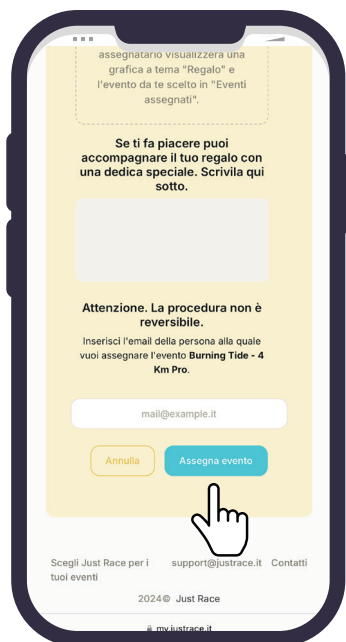 assegnatario visualizzerà una
grafica a tema "Regalo" e
l'evento da te scelto in "Eventi
assegnati".
Se ti fa piacere puoi
accompagnare il tuo regalo con
una dedica speciale. Scrivila qui
sotto.
Attenzione. La procedura non è
reversibile.
Inserisci l'email della persona alla quale
vuoi assegnare l'evento Burning Tide - 4
Km Pro.
mail@example.it
Annulla Assegna evento
Scegli Just Race per i support@justrace.it Contatti
tuoi eventi
2024© Just Race
my.justrace.it